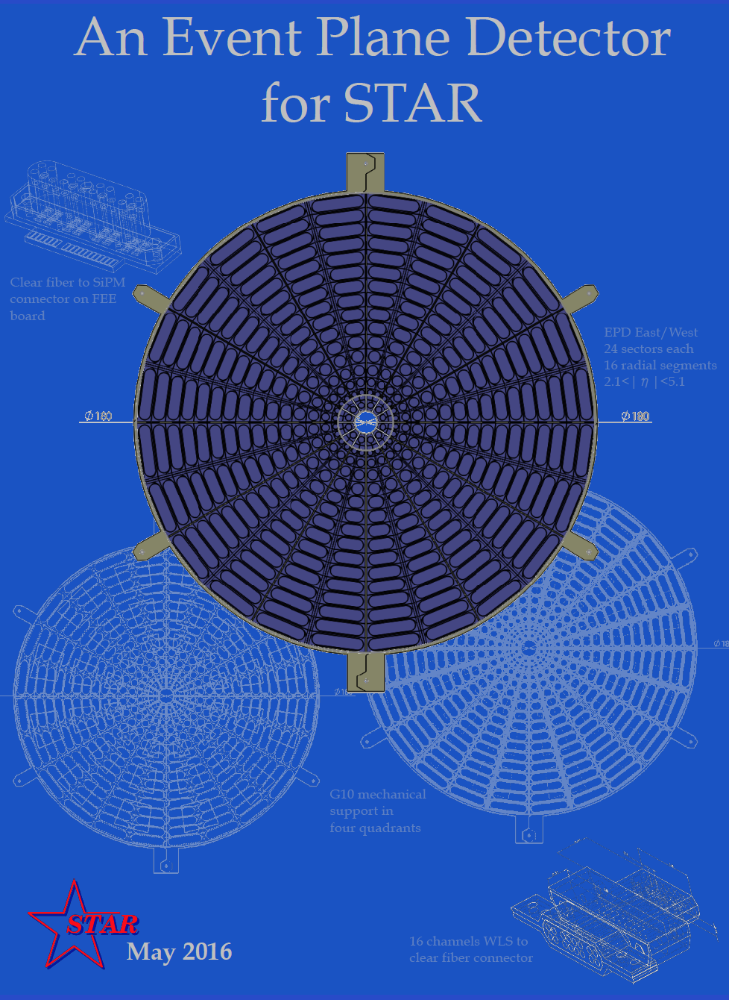 An Event Plane Detector
for STAR
Clear fiber to SiPM
connector on FEE
board
EPD East/West
24 sectors each
16 radial segments
2.1<| η |<5.1
Ø180
Ø180
G10 mechanical
support in
four quadrants
STAR
May 2016
16 channels WLS to
clear fiber connector